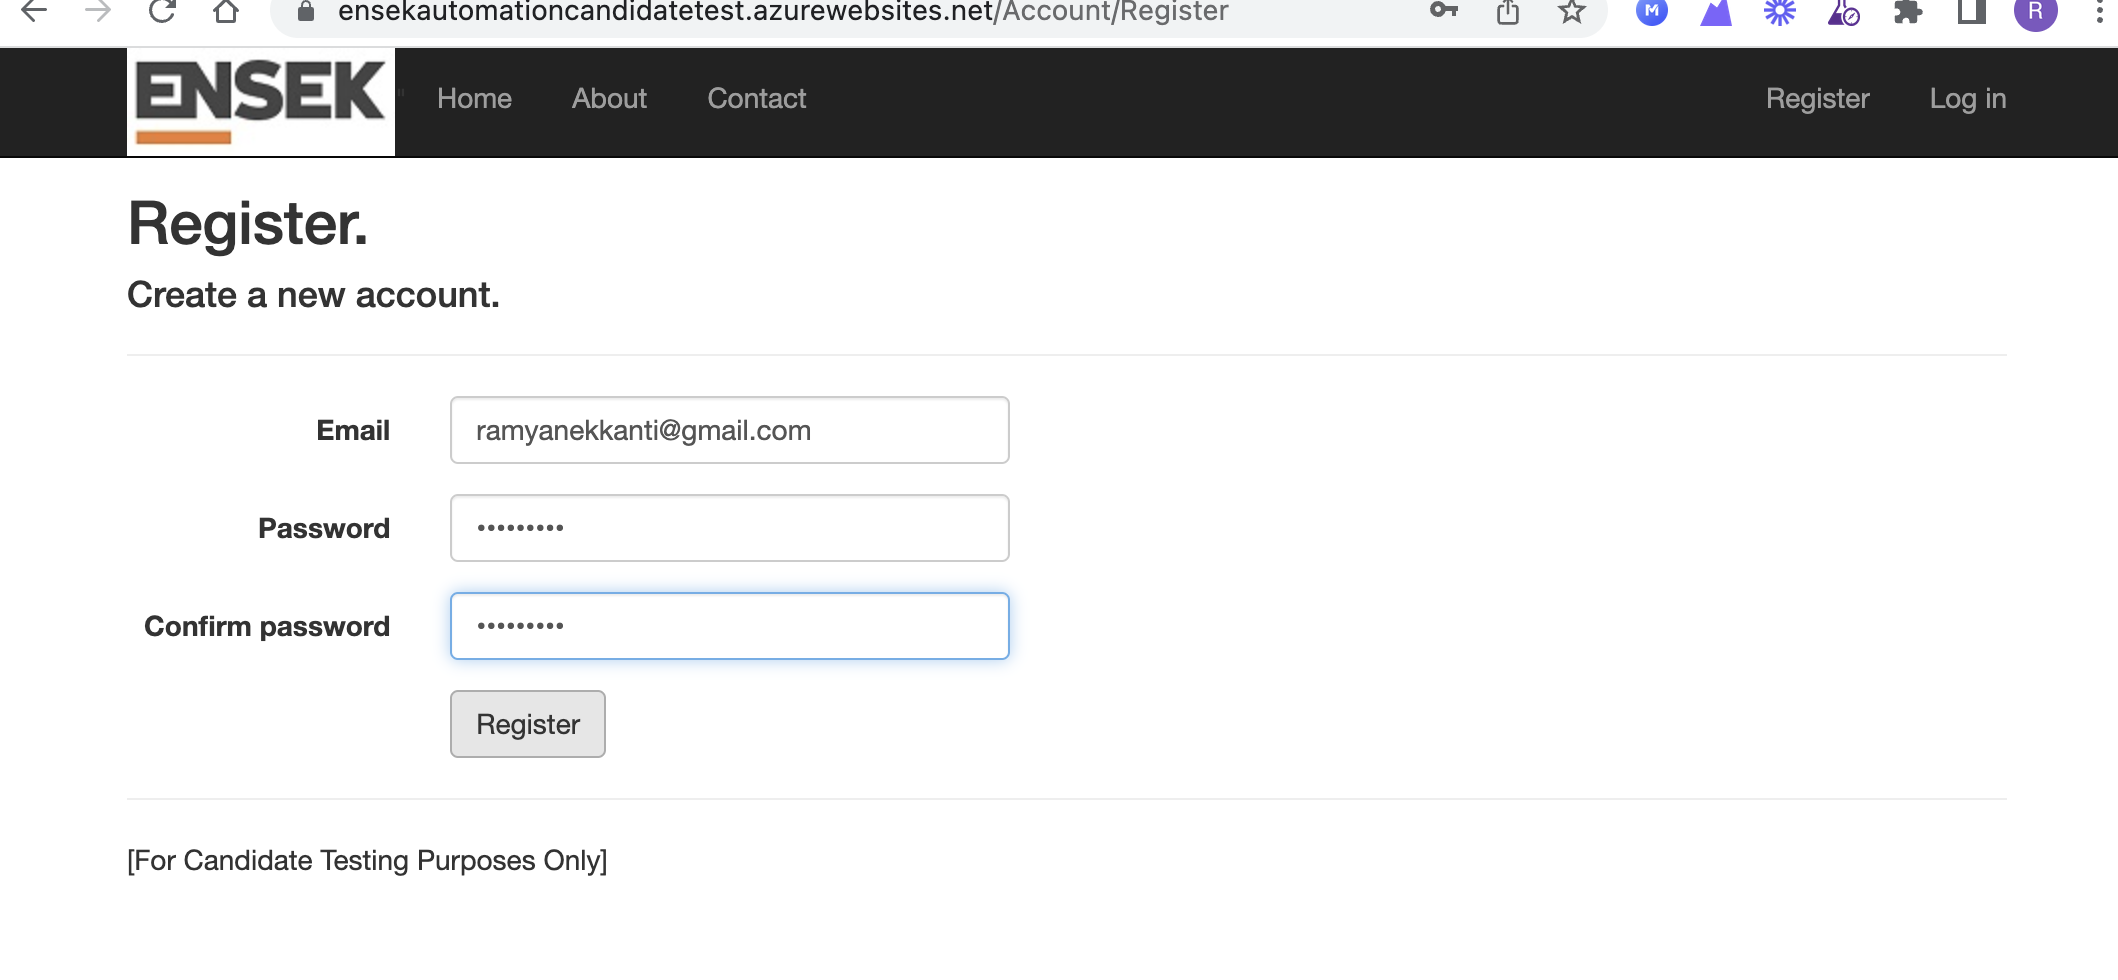 ensekautomationcandidatetest.azurewebsites.net/Account/Register
M
R
ENSEK
Home About Contact Register Log in
Register.
Create a new account.
Email ramyanekkanti@gmail.com
Password •••••••••
Confirm password •••••••••
Register
[For Candidate Testing Purposes Only]